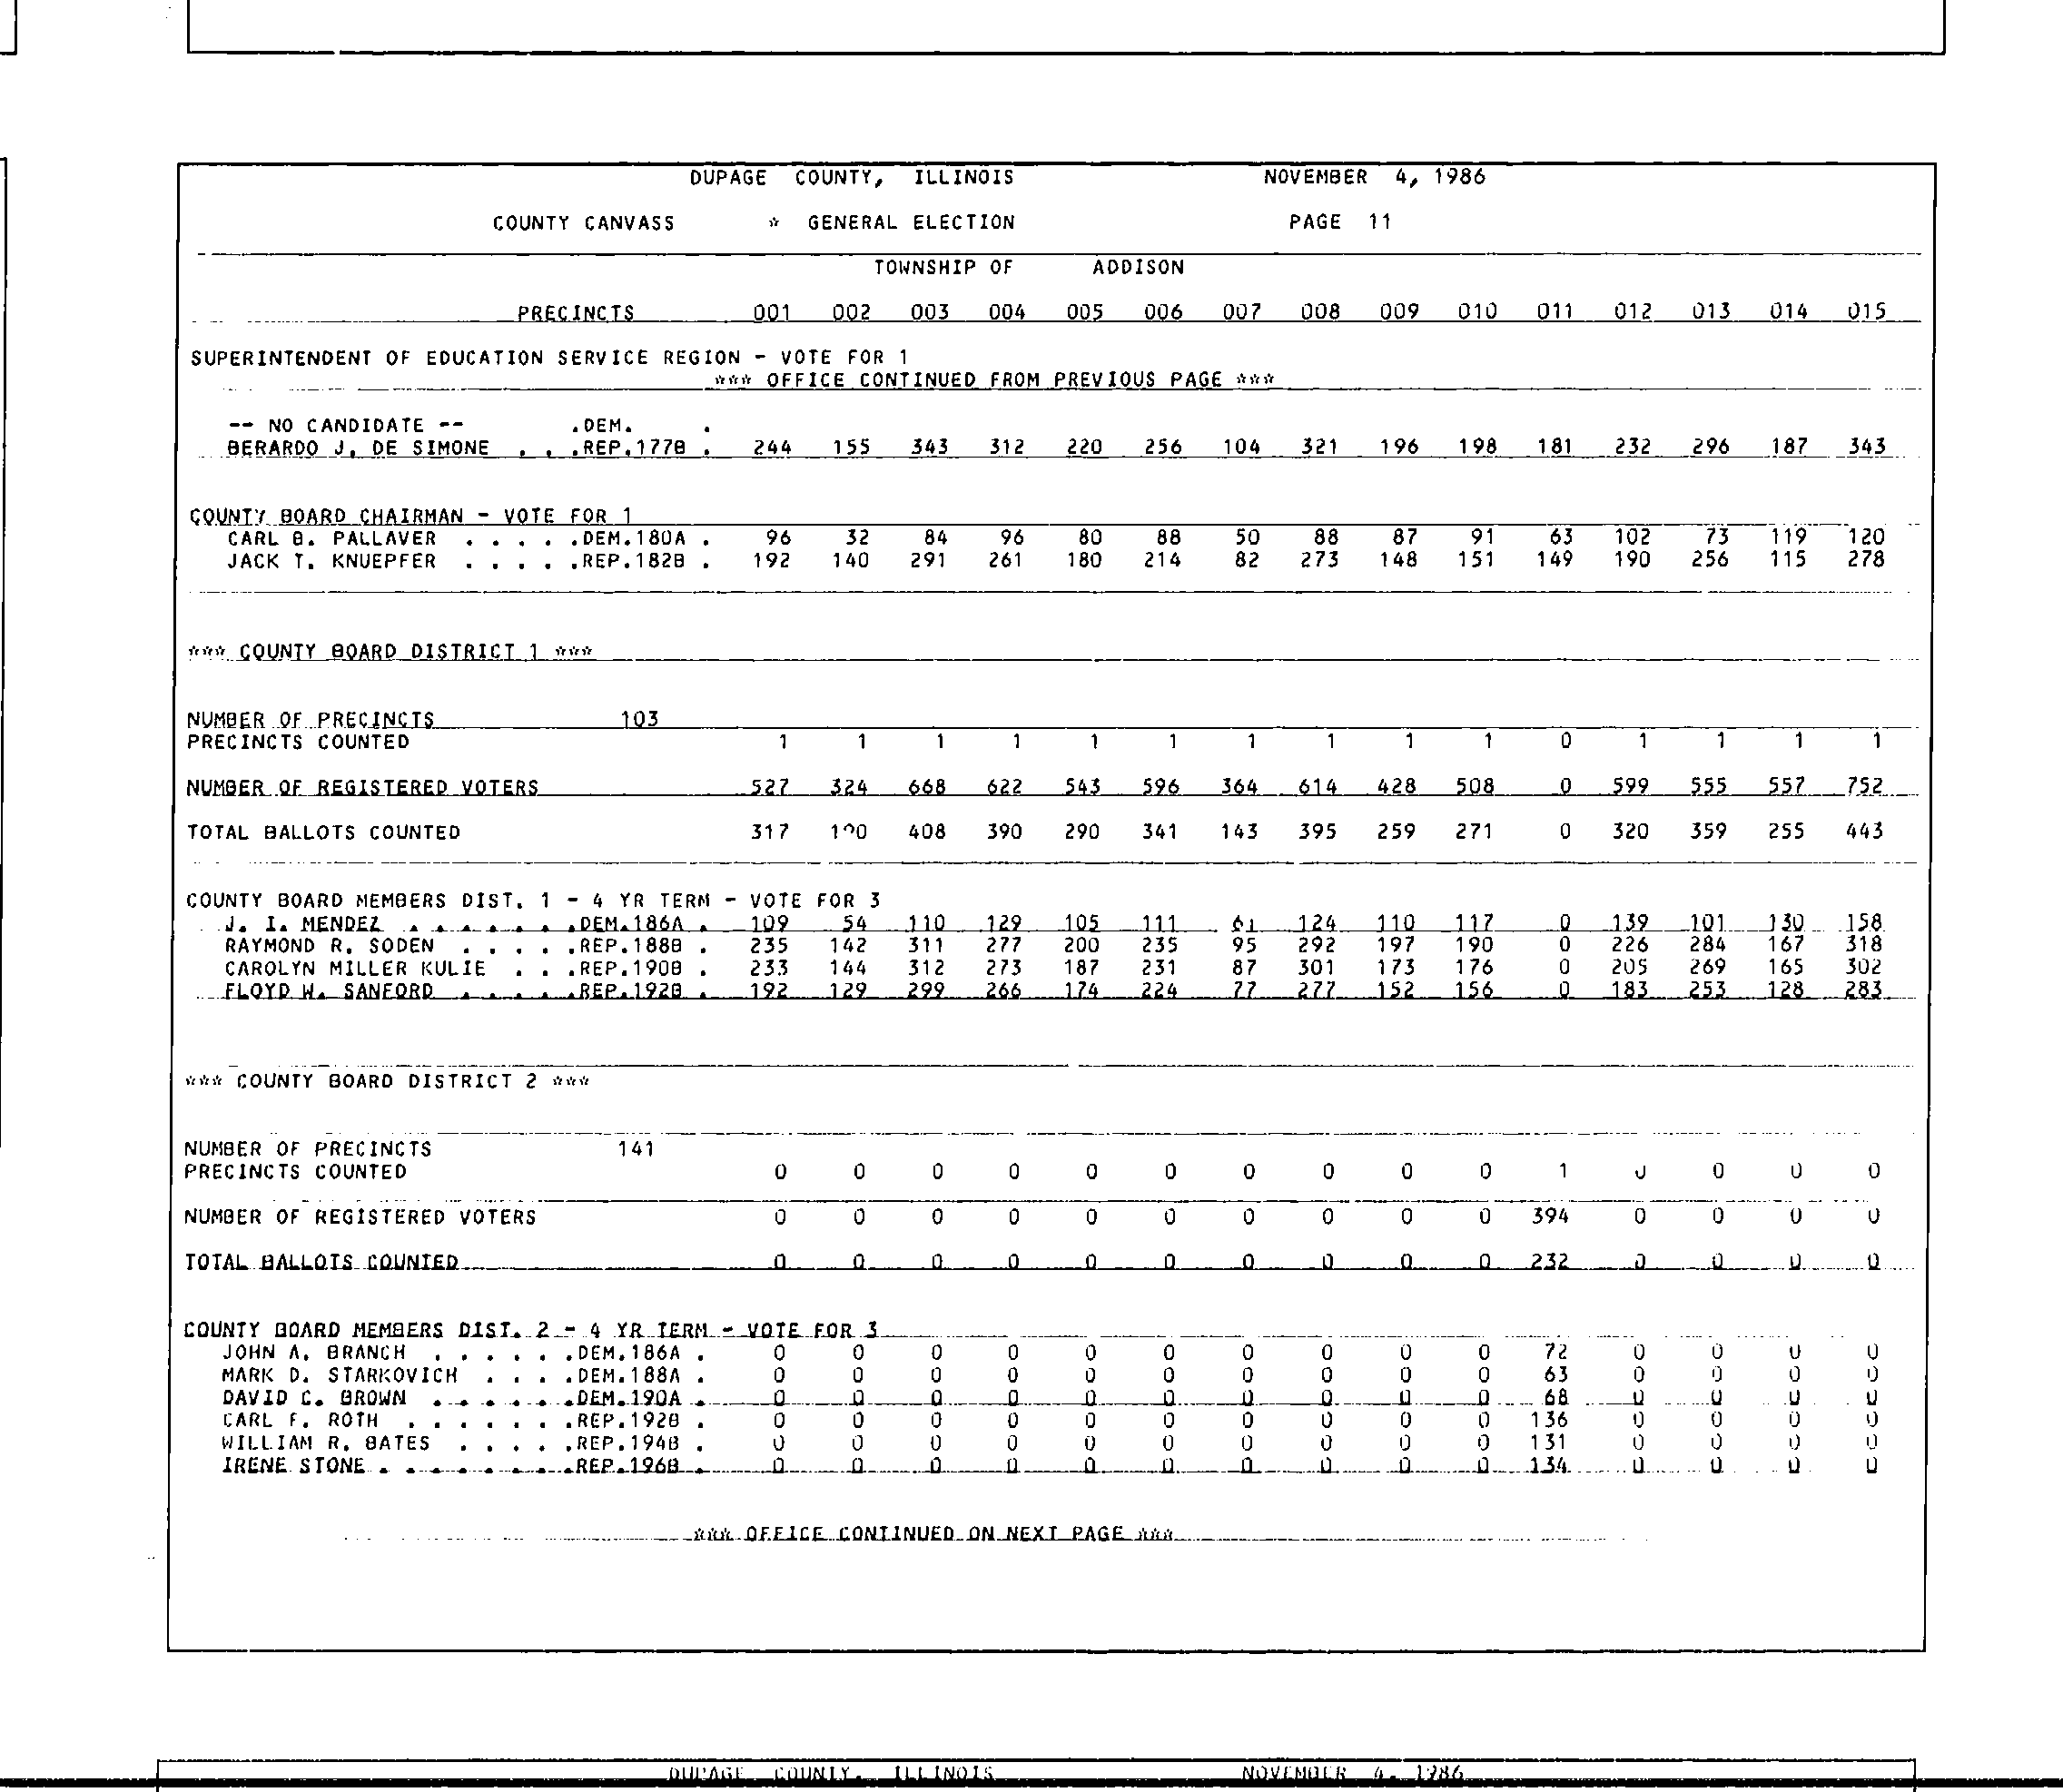 DUPAGE COUNTY, ILLINOIS NOVEMBER 4, 1986
COUNTY CANVASS * GENERAL ELECTION PAGE 11
TOWNSHIP OF ADDISON
PRECINCTS 001 002 003 004 005 006 007 008 009 010 011 012 013 014 015
SUPERINTENDENT OF EDUCATION SERVICE REGION - VOTE FOR 1
*** OFFICE CONTINUED FROM PREVIOUS PAGE ***
-- NO CANDIDATE -- .DEM. .
BERARDO J. DE SIMONE . . .REP.177B . 244 155 343 312 220 256 104 321 196 198 181 232 296 187 343
COUNTY BOARD CHAIRMAN - VOTE FOR 1
CARL B. PALLAVER . . . . .DEM.180A . 96 32 84 96 80 88 50 88 87 91 63 102 73 119 120
JACK T. KNUEPFER . . . . .REP.182B . 192 140 291 261 180 214 82 273 148 151 149 190 256 115 278
*** COUNTY BOARD DISTRICT 1 ***
NUMBER OF PRECINCTS 103
PRECINCTS COUNTED 1 1 1 1 1 1 1 1 1 1 0 1 1 1 1
NUMBER OF REGISTERED VOTERS 527 324 668 622 543 596 364 614 428 508 0 599 555 557 752
TOTAL BALLOTS COUNTED 317 408 390 290 341 143 395 259 271 0 320 359 255 443
COUNTY BOARD MEMBERS DIST. 1 - 4 YR TERM - VOTE FOR 3
J. I. MENDEZ . . . . . . .DEM.186A . 109 54 110 129 105 111 61 124 110 117 0 139 101 130 158
RAYMOND R. SODEN . . . . .REP.188B . 235 142 311 277 200 235 95 292 197 190 0 226 284 167 318
CAROLYN MILLER KULIE . . .REP.190B . 233 144 312 273 187 231 87 301 173 176 0 205 269 165 302
FLOYD W. SANFORD . . . . .REP.192B . 192 129 299 266 174 224 77 277 152 156 0 183 253 128 283
*** COUNTY BOARD DISTRICT 2 ***
NUMBER OF PRECINCTS 141
PRECINCTS COUNTED 0 0 0 0 0 0 0 0 0 0 1 0 0 0 0
NUMBER OF REGISTERED VOTERS 0 0 0 0 0 0 0 0 0 0 394 0 0 0 0
TOTAL BALLOTS COUNTED 0 0 0 0 0 0 0 0 0 0 232 0 0 0 0
COUNTY BOARD MEMBERS DIST. 2 - 4 YR TERM - VOTE FOR 3
JOHN A. BRANCH . . . . . .DEM.186A . 0 0 0 0 0 0 0 0 0 0 72 0 0 0 0
MARK D. STARKOVICH . . . .DEM.188A . 0 0 0 0 0 0 0 0 0 0 63 0 0 0 0
DAVID C. BROWN . . . . . .DEM.190A . 0 0 0 0 0 0 0 0 0 0 68 0 0 0 0
CARL F. ROTH . . . . . . .REP.192B . 0 0 0 0 0 0 0 0 0 0 136 0 0 0 0
WILLIAM R. BATES . . . . .REP.194B . 0 0 0 0 0 0 0 0 0 0 131 0 0 0 0
IRENE STONE . . . . . . . .REP.196B . 0 0 0 0 0 0 0 0 0 0 134 0 0 0 0
*** OFFICE CONTINUED ON NEXT PAGE ***
DUPAGE COUNTY, ILLINOIS NOVEMBER 4, 1986